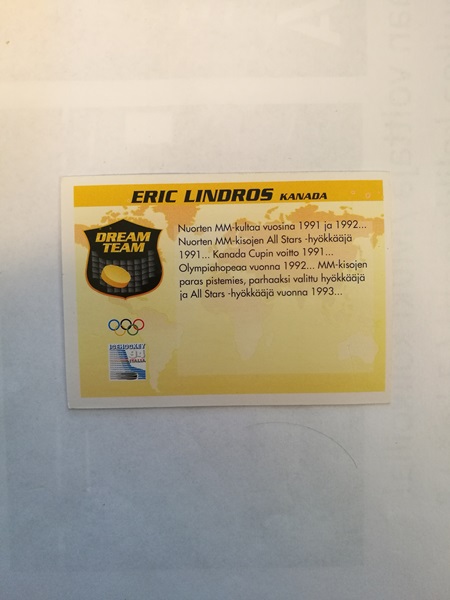 ERIC LINDROS KANADA
DREAM
TEAM
Nuorten MM-kultaa vuosina 1991 ja 1992...
Nuorten MM-kisojen All Stars -hyökkääjä
1991... Kanada Cupin voitto 1991...
Olympiahopeaa vuonna 1992... MM-kisojen
paras pistemies, parhaaksi valittu hyökkääjä
ja All Stars -hyökkääjä vuonna 1993...